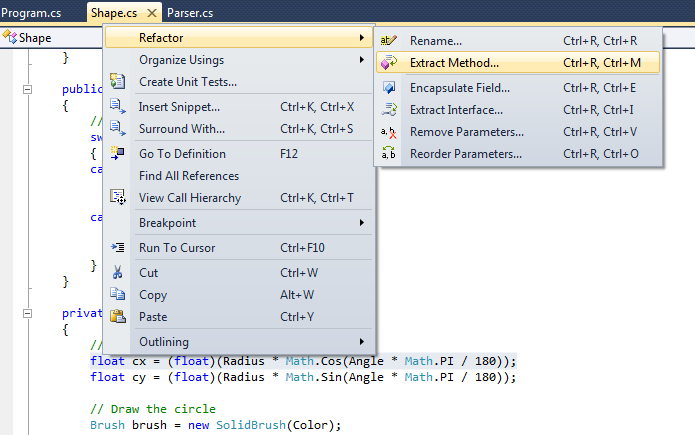 Program.cs Shape.cs Parser.cs
Shape
Refactor
Rename... Ctrl+R, Ctrl+R
}
Organize Usings
Extract Method... Ctrl+R, Ctrl+M
Create Unit Tests...
public
Encapsulate Field... Ctrl+R, Ctrl+E
{
Insert Snippet... Ctrl+K, Ctrl+X
Extract Interface... Ctrl+R, Ctrl+I
//
Surround With... Ctrl+K, Ctrl+S
Remove Parameters... Ctrl+R, Ctrl+V
sw
{
Go To Definition F12
Reorder Parameters... Ctrl+R, Ctrl+O
ca
Find All References
View Call Hierarchy Ctrl+K, Ctrl+T
ca
Breakpoint
Run To Cursor Ctrl+F10
}
Cut Ctrl+W
}
Copy Alt+W
privat
Paste Ctrl+Y
{
Outlining
//
float cx = (float)(Radius * Math.Cos(Angle * Math.PI / 180));
float cy = (float)(Radius * Math.Sin(Angle * Math.PI / 180));
// Draw the circle
Brush brush = new SolidBrush(Color);